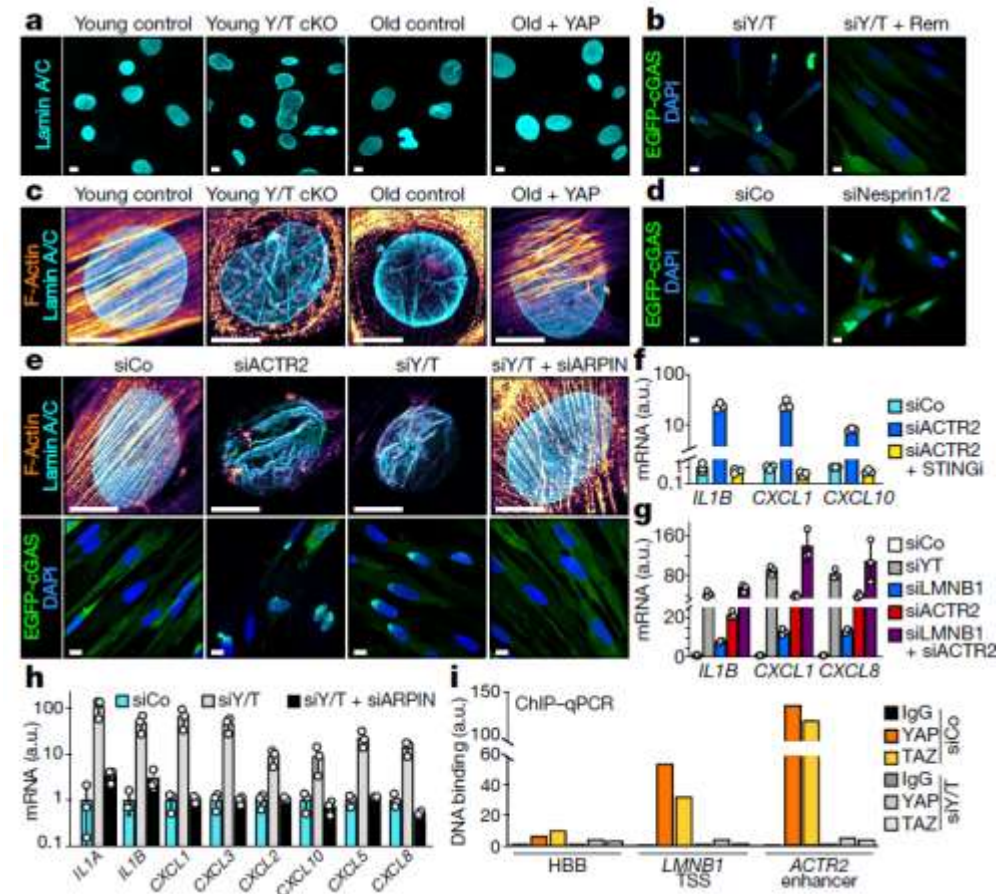 a
Young control Young Y/T cKO Old control Old + YAP
Lamin A/C
b
siY/T siY/T + Rem
EGFP-cGAS
DAPI
c
Young control Young Y/T cKO Old control Old + YAP
F-Actin
Lamin A/C
d
siCo siNesprin1/2
EGFP-cGAS
DAPI
e
siCo siACTR2 siY/T siY/T + siARPIN
F-Actin
Lamin A/C
EGFP-cGAS
DAPI
f
mRNA (a.u.)
100
10
1
0.1
IL1B CXCL1 CXCL10
siCo
siACTR2
siACTR2
+ STINGi
g
mRNA (a.u.)
160
80
20
0
IL1B CXCL1 CXCL8
siCo
siYT
siLMNB1
siACTR2
siLMNB1
+ siACTR2
h
siCo siY/T siY/T + siARPIN
mRNA (a.u.)
100
10
1
0.1
IL1A IL1B CXCL1 CXCL3 CXCL2 CXCL10 CXCL5 CXCL8
i
ChIP–qPCR
DNA binding (a.u.)
150
100
60
40
20
0
HBB LMNB1 ACTR2
TSS enhancer
IgG
YAP
TAZ
siCo
IgG
YAP
TAZ
siY/T